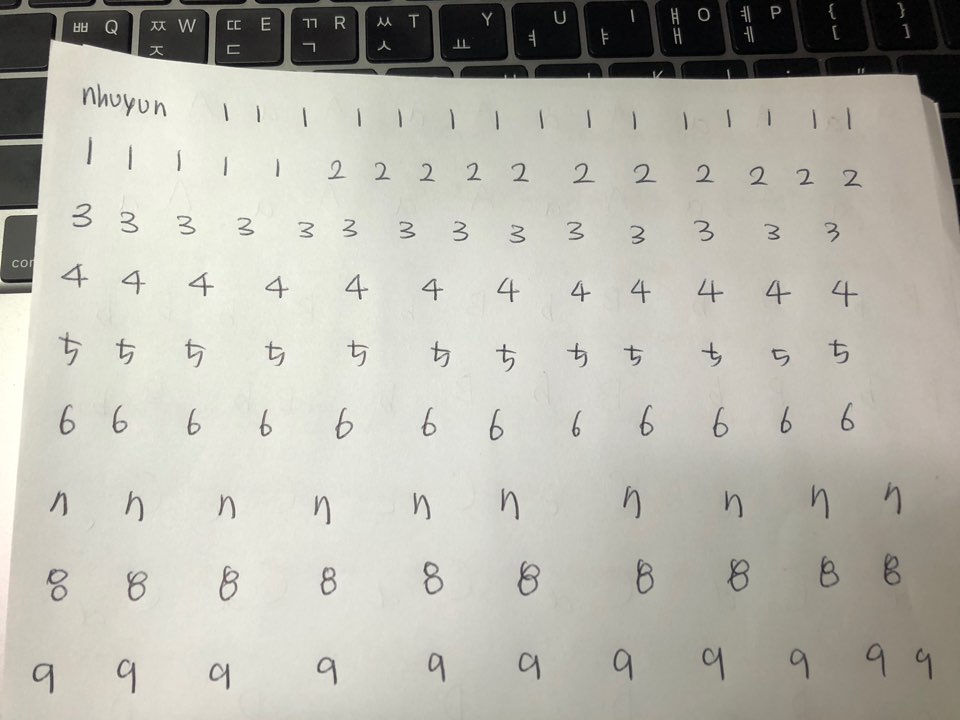 ㅃ Q ㅉ W ㄸ E ㄲ R ㅆ T Y U I ㅒ O ㅖ P { }
ㅈ ㄷ ㄱ ㅅ ㅛ ㅕ ㅑ ㅐ ㅔ [ ]
nhuyun 1 1 1 1 1 1 1 1 1 1 1 1 1 1 1
1 1 1 1 1 2 2 2 2 2 2 2 2 2 2 2
3 3 3 3 3 3 3 3 3 3 3 3 3 3
4 4 4 4 4 4 4 4 4 4 4 4
5 5 5 5 5 5 5 5 5 5 5 5
6 6 6 6 6 6 6 6 6 6 6 6
7 7 7 7 7 7 7 7 7 7
8 8 8 8 8 8 8 8 8 8
9 9 9 9 9 9 9 9 9 9 9